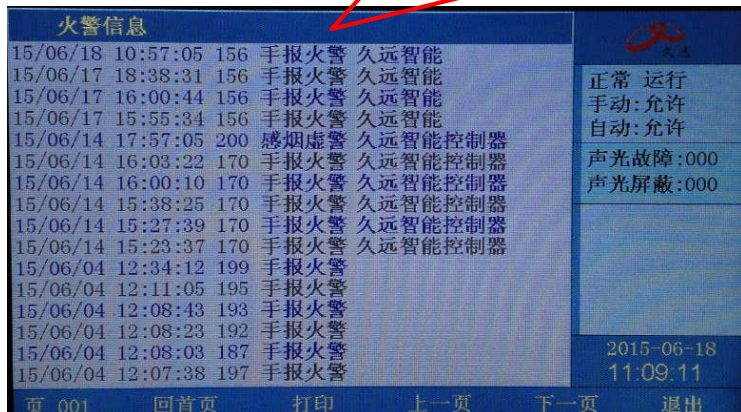 火警信息
15/06/18 10:57:05 156 手报火警 久远智能
15/06/17 18:38:31 156 手报火警 久远智能
15/06/17 16:00:44 156 手报火警 久远智能
15/06/17 15:55:34 156 手报火警 久远智能
15/06/14 17:57:05 200 感烟虚警 久远智能控制器
15/06/14 16:03:22 170 手报火警 久远智能控制器
15/06/14 16:00:10 170 手报火警 久远智能控制器
15/06/14 15:38:25 170 手报火警 久远智能控制器
15/06/14 15:27:39 170 手报火警 久远智能控制器
15/06/14 15:23:37 170 手报火警 久远智能控制器
15/06/04 12:34:12 199 手报火警
15/06/04 12:11:05 195 手报火警
15/06/04 12:08:43 193 手报火警
15/06/04 12:08:23 192 手报火警
15/06/04 12:08:03 187 手报火警
15/06/04 12:07:38 197 手报火警
久远
正常 运行
手动:允许
自动:允许
声光故障:000
声光屏蔽:000
2015-06-18
11:09:11
页 001 回首页 打印 上一页 下一页 退出